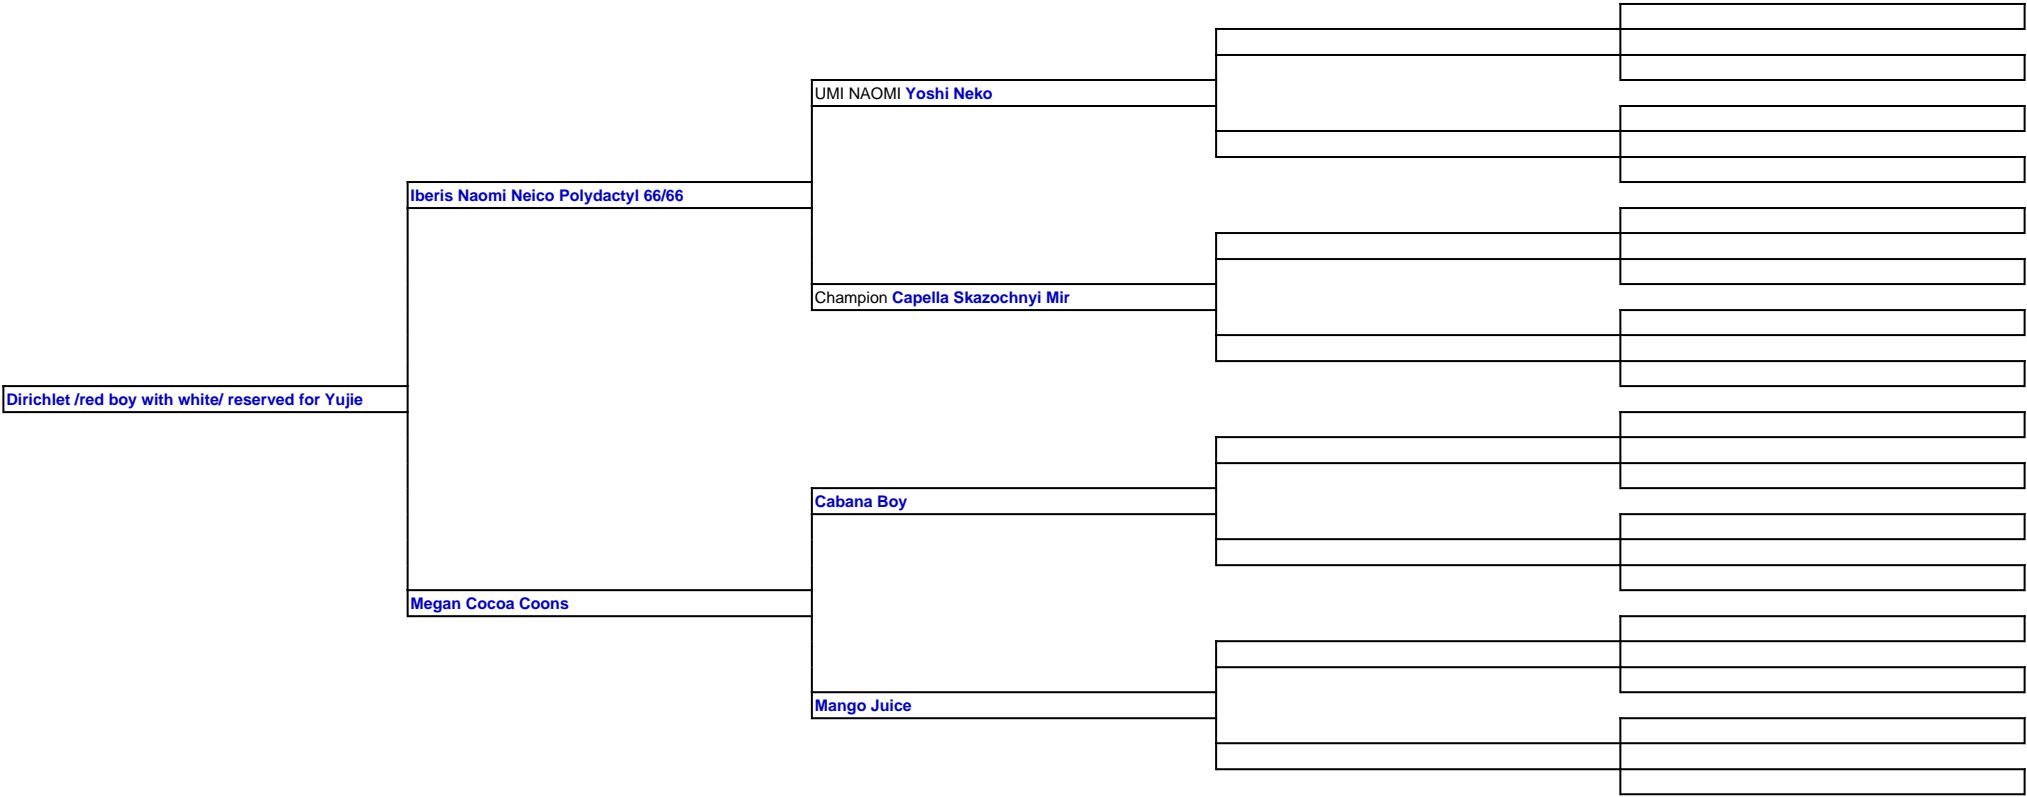 UMI NAOMI Yoshi Neko
Iberis Naomi Neico Polydactyl 66/66
Champion Capella Skazochnyi Mir
Dirichlet /red boy with white/ reserved for Yujie
Cabana Boy
Megan Cocoa Coons
Mango Juice